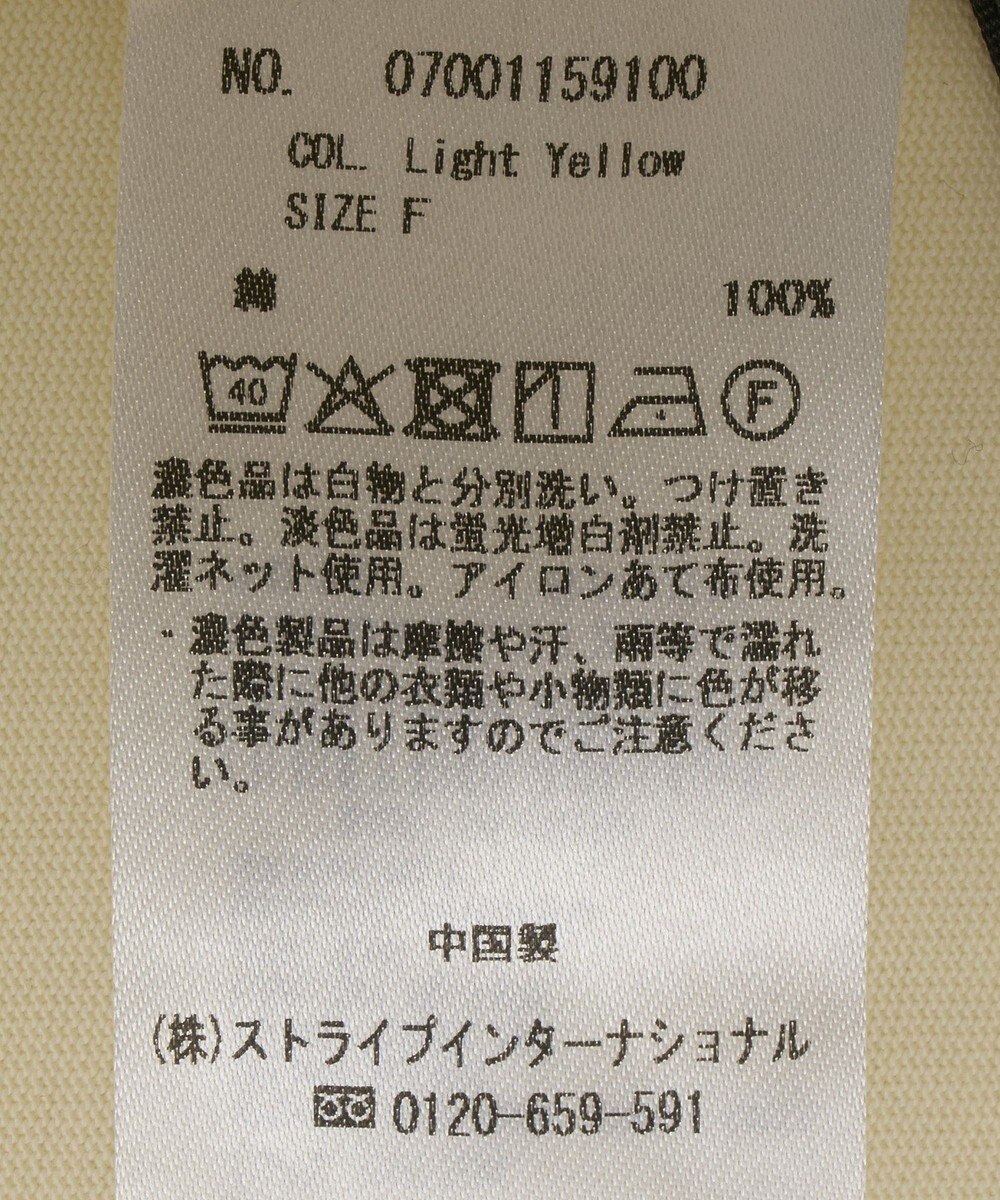 NO. 07001159100
COL. Light Yellow
SIZE F
綿 100%
40 F
濃色品は白物と分別洗い。つけ置き
禁止。淡色品は蛍光増白剤禁止。洗
濯ネット使用。アイロンあて布使用。
・濃色製品は摩擦や汗、雨等で濡れ
た際に他の衣類や小物類に色が移
る事がありますのでご注意くださ
い。
中国製
(株)ストライプインターナショナル
0120-659-591